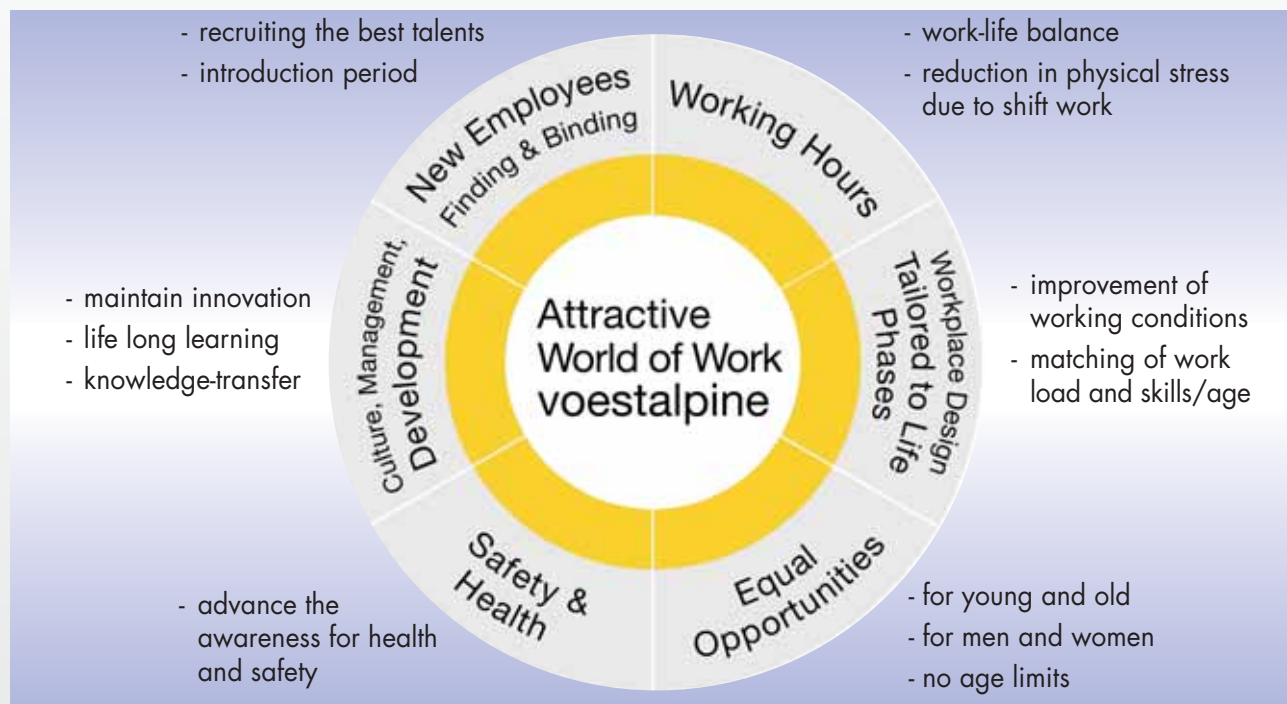 - recruiting the best talents
- introduction period
New Employees
Finding & Binding
Working Hours
- work-life balance
- reduction in physical stress
due to shift work
- maintain innovation
- life long learning
- knowledge-transfer
Culture, Management,
Development
Attractive
World of Work
voestalpine
Workplace Design
Tailored to Life
Phases
- improvement of
working conditions
- matching of work
load and skills/age
- advance the
awareness for health
and safety
Safety &
Health
Equal
Opportunities
- for young and old
- for men and women
- no age limits